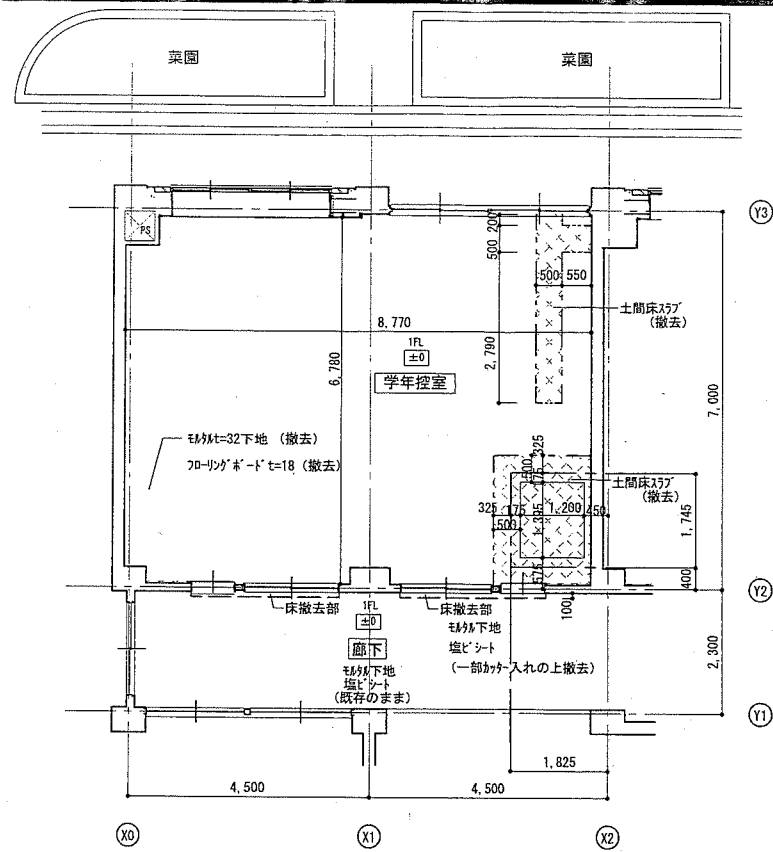 菜園
菜園
PS
Y3
200
500
500
550
土間床スラブ
(撤去)
8,770
1FL
±0
6,780
2,790
学年控室
7,000
モルタルt=32下地 (撤去)
フローリングボードt=18 (撤去)
325
500
175
土間床スラブ
(撤去)
325
175
1,200
450
1,395
1,745
500
575
400
Y2
床撤去部
1FL
±0
床撤去部
100
モルタル下地
廊下
塩ビシート
2,300
モルタル下地
(一部カッター入れの上撤去)
塩ビシート
(既存のまま)
Y1
1,825
4,500
4,500
X0
X1
X2